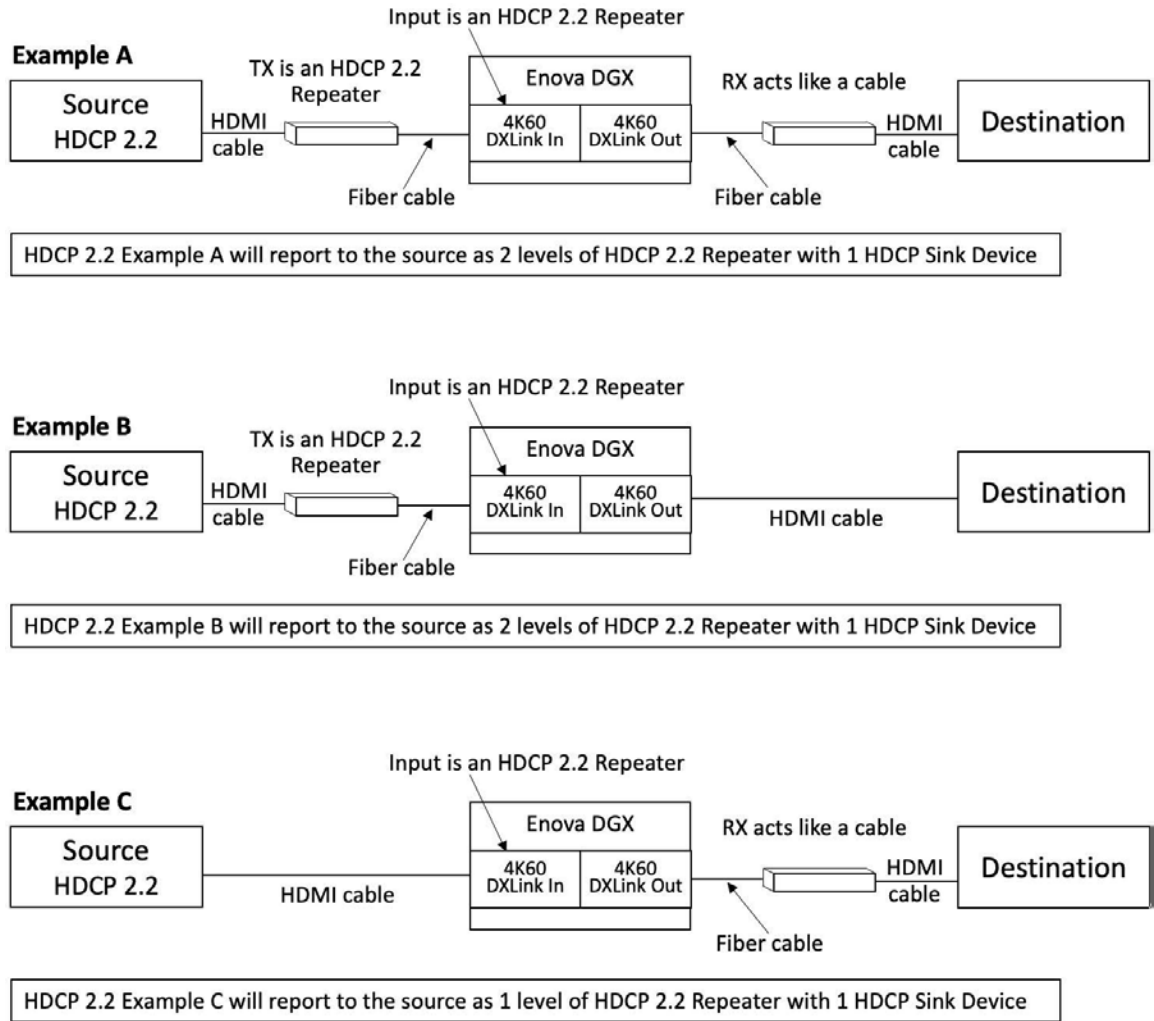 Input is an HDCP 2.2 Repeater
Example A
TX is an HDCP 2.2
Repeater
Enova DGX
RX acts like a cable
Source
HDCP 2.2
HDMI
cable
4K60
DXLink In
4K60
DXLink Out
HDMI
cable
Destination
Fiber cable
Fiber cable
HDCP 2.2 Example A will report to the source as 2 levels of HDCP 2.2 Repeater with 1 HDCP Sink Device
Input is an HDCP 2.2 Repeater
Example B
TX is an HDCP 2.2
Repeater
Enova DGX
Source
HDCP 2.2
HDMI
cable
4K60
DXLink In
4K60
DXLink Out
HDMI cable
Destination
Fiber cable
HDCP 2.2 Example B will report to the source as 2 levels of HDCP 2.2 Repeater with 1 HDCP Sink Device
Input is an HDCP 2.2 Repeater
Example C
Enova DGX
RX acts like a cable
Source
HDCP 2.2
HDMI cable
4K60
DXLink In
4K60
DXLink Out
HDMI
cable
Destination
Fiber cable
HDCP 2.2 Example C will report to the source as 1 level of HDCP 2.2 Repeater with 1 HDCP Sink Device